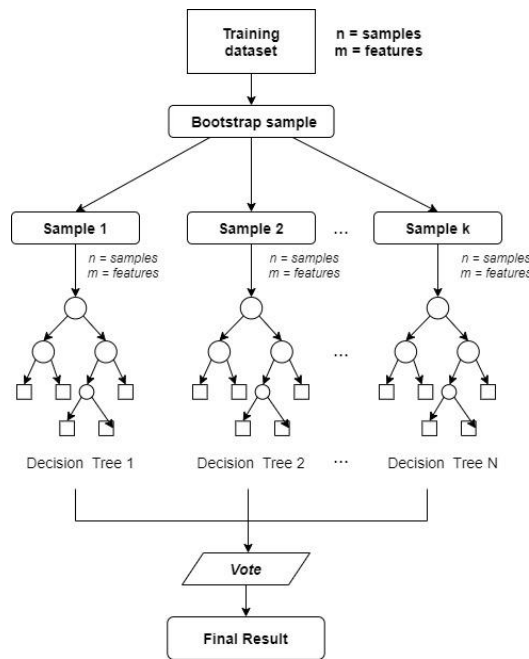 Training
dataset
n = samples
m = features
Bootstrap sample
Sample 1
Sample 2
...
Sample k
n = samples
m = features
n = samples
m = features
n = samples
m = features
...
Decision Tree 1
Decision Tree 2
...
Decision Tree N
Vote
Final Result